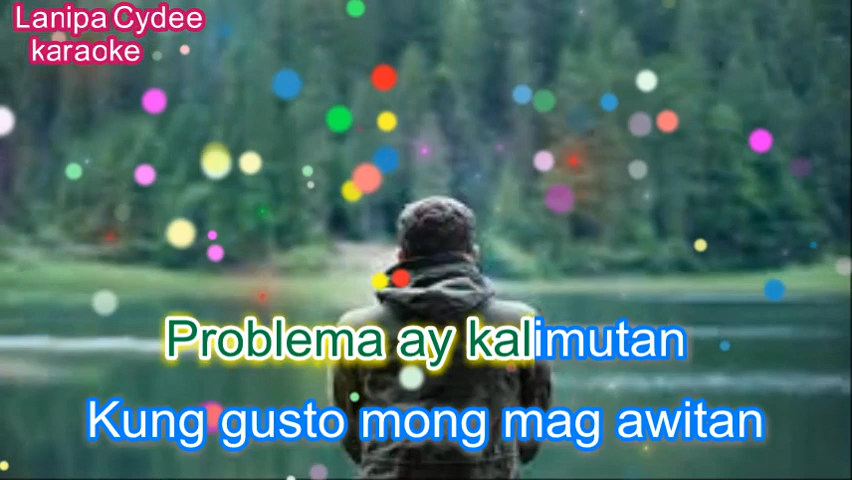 Lanipa Cydee
karaoke
Problema ay kalimutan
Kung gusto mong mag awitan